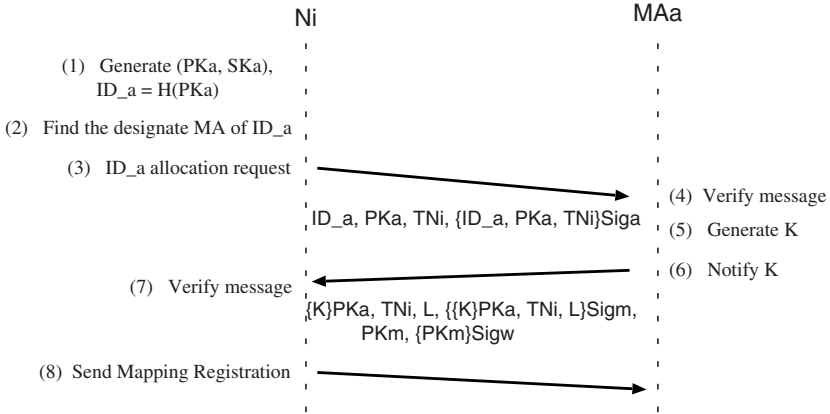 Ni
MAa
(1) Generate (PKa, SKa),
ID_a = H(PKa)
(2) Find the designate MA of ID_a
(3) ID_a allocation request
(4) Verify message
ID_a, PKa, TNi, {ID_a, PKa, TNi}Siga
(5) Generate K
(6) Notify K
(7) Verify message
{K}PKa, TNi, L, {{K}PKa, TNi, L}Sigm,
PKm, {PKm}Sigw
(8) Send Mapping Registration